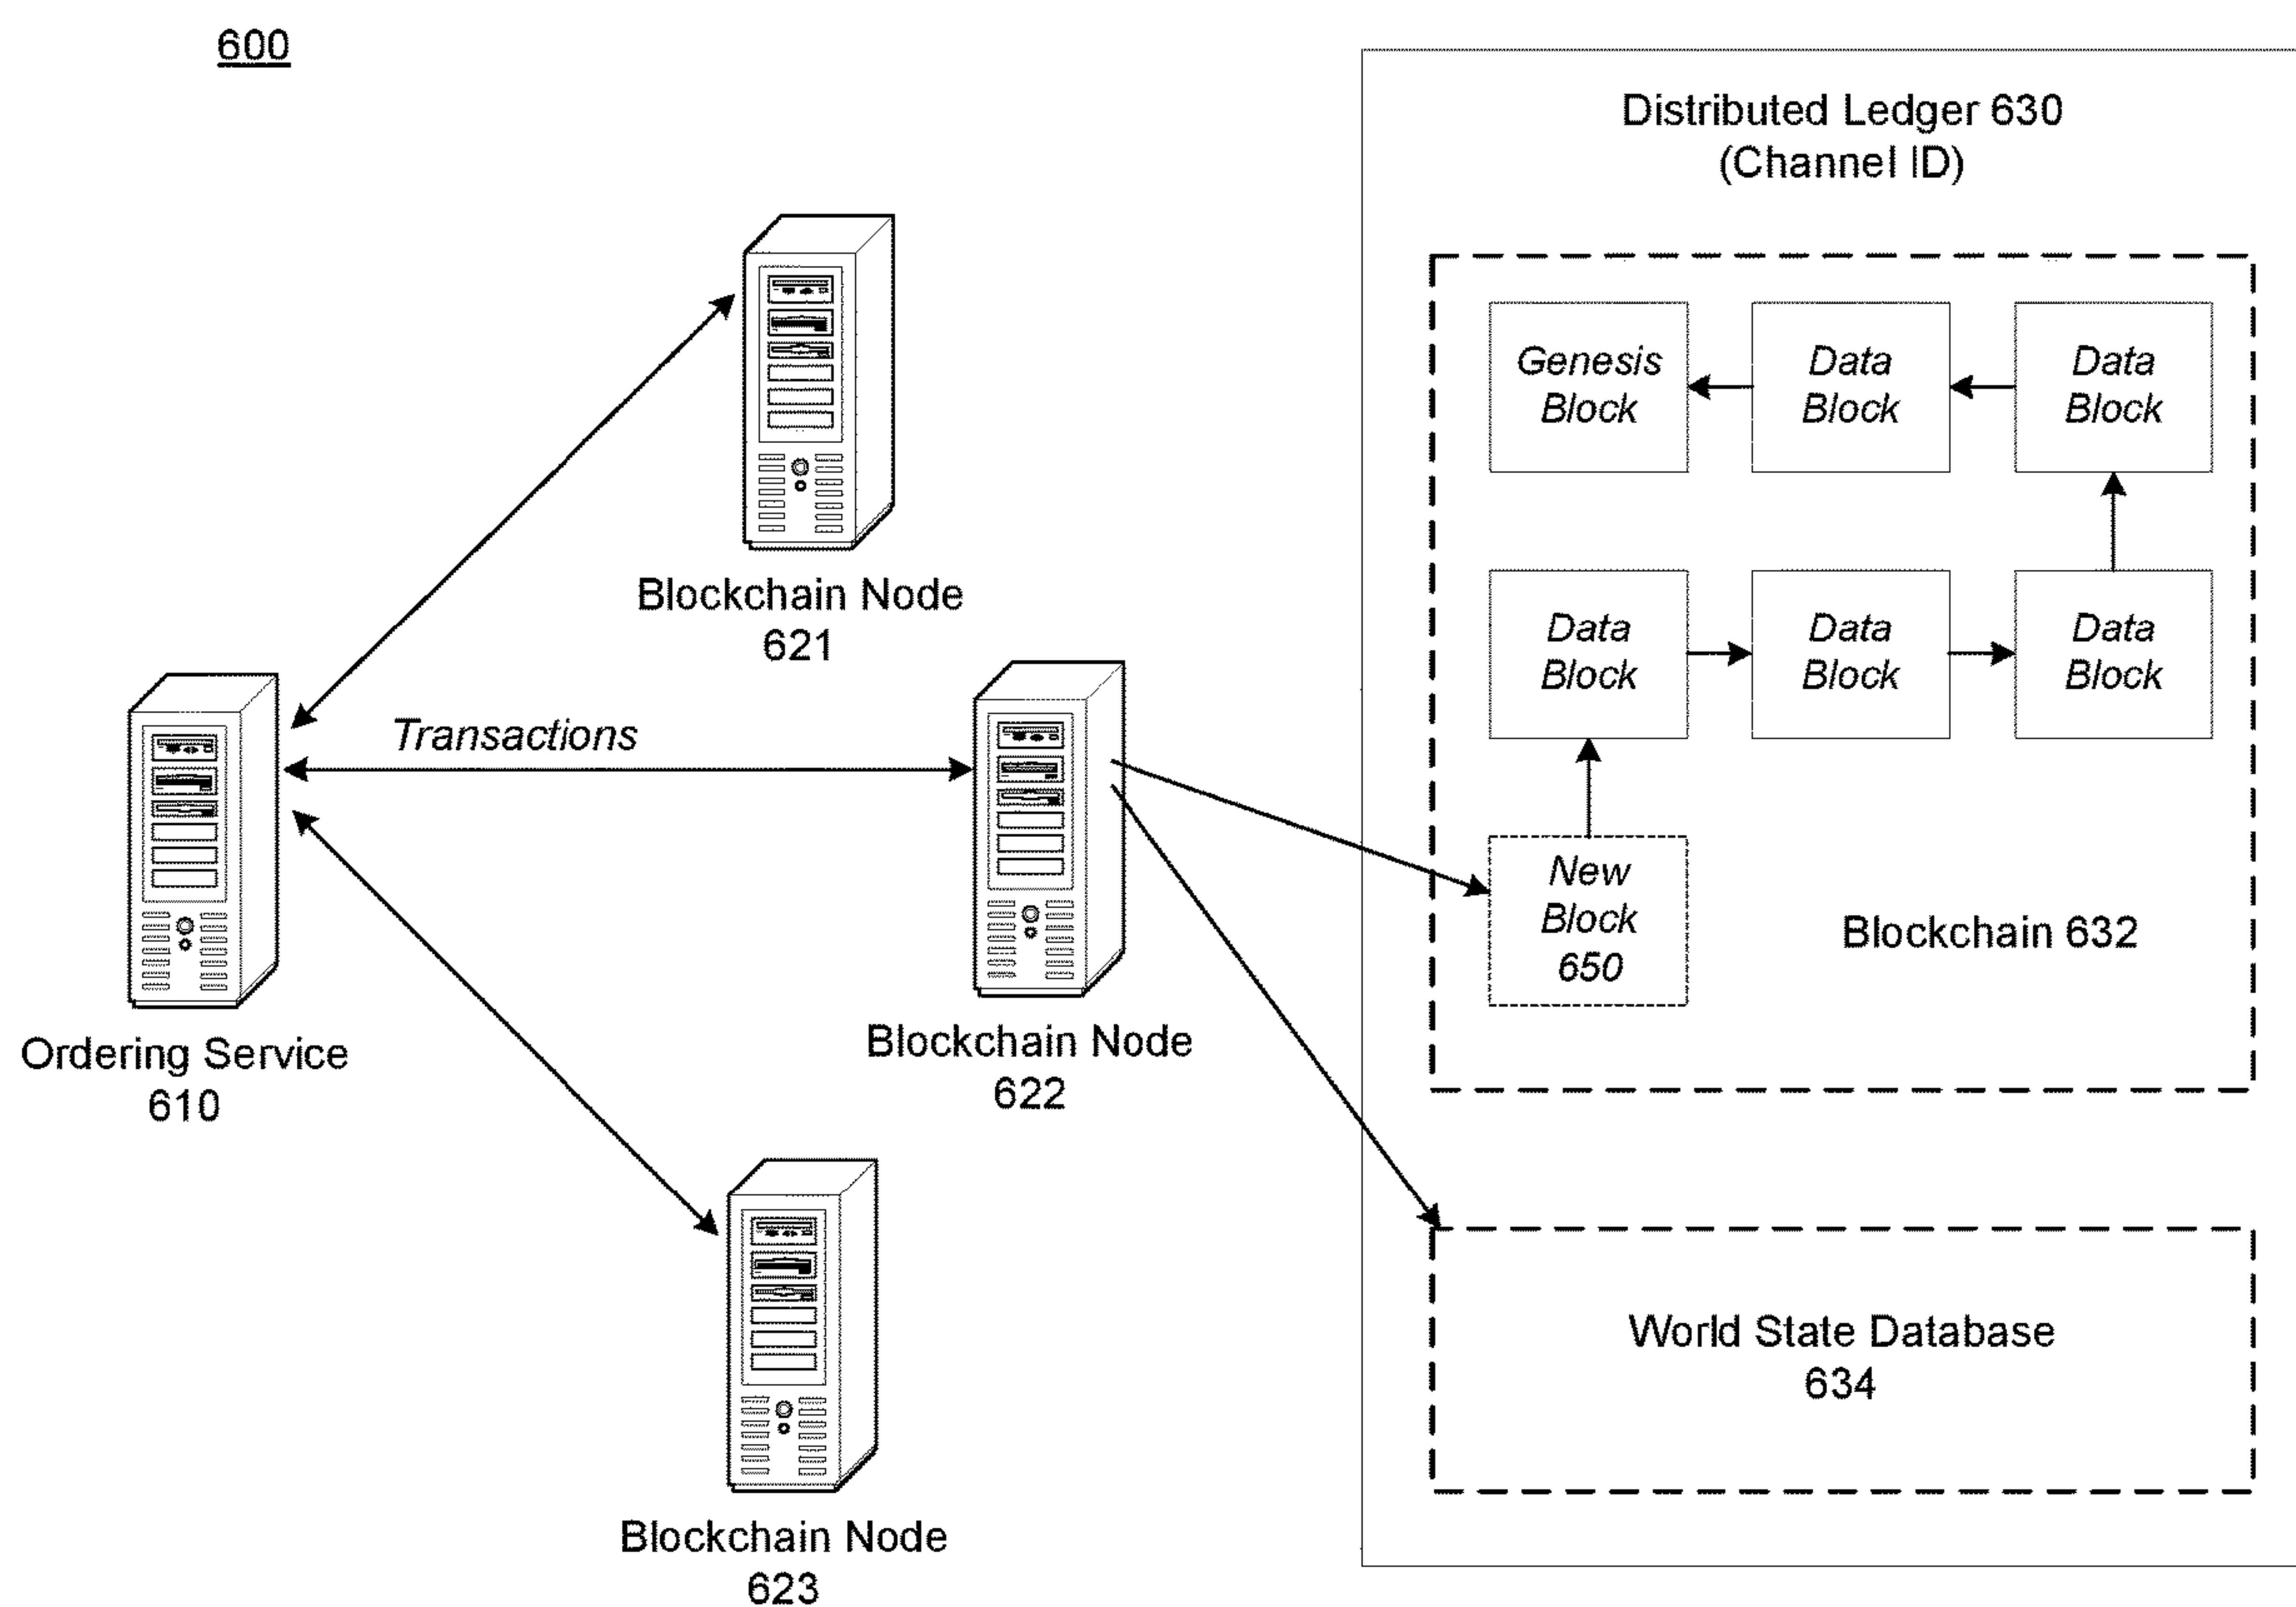 600
Distributed Ledger 630
(Channel ID)
Genesis
Block
Data
Block
Data
Block
Blockchain Node
621
Data
Block
Data
Block
Data
Block
Transactions
New
Block
650
Blockchain 632
Ordering Service
610
Blockchain Node
622
World State Database
634
Blockchain Node
623